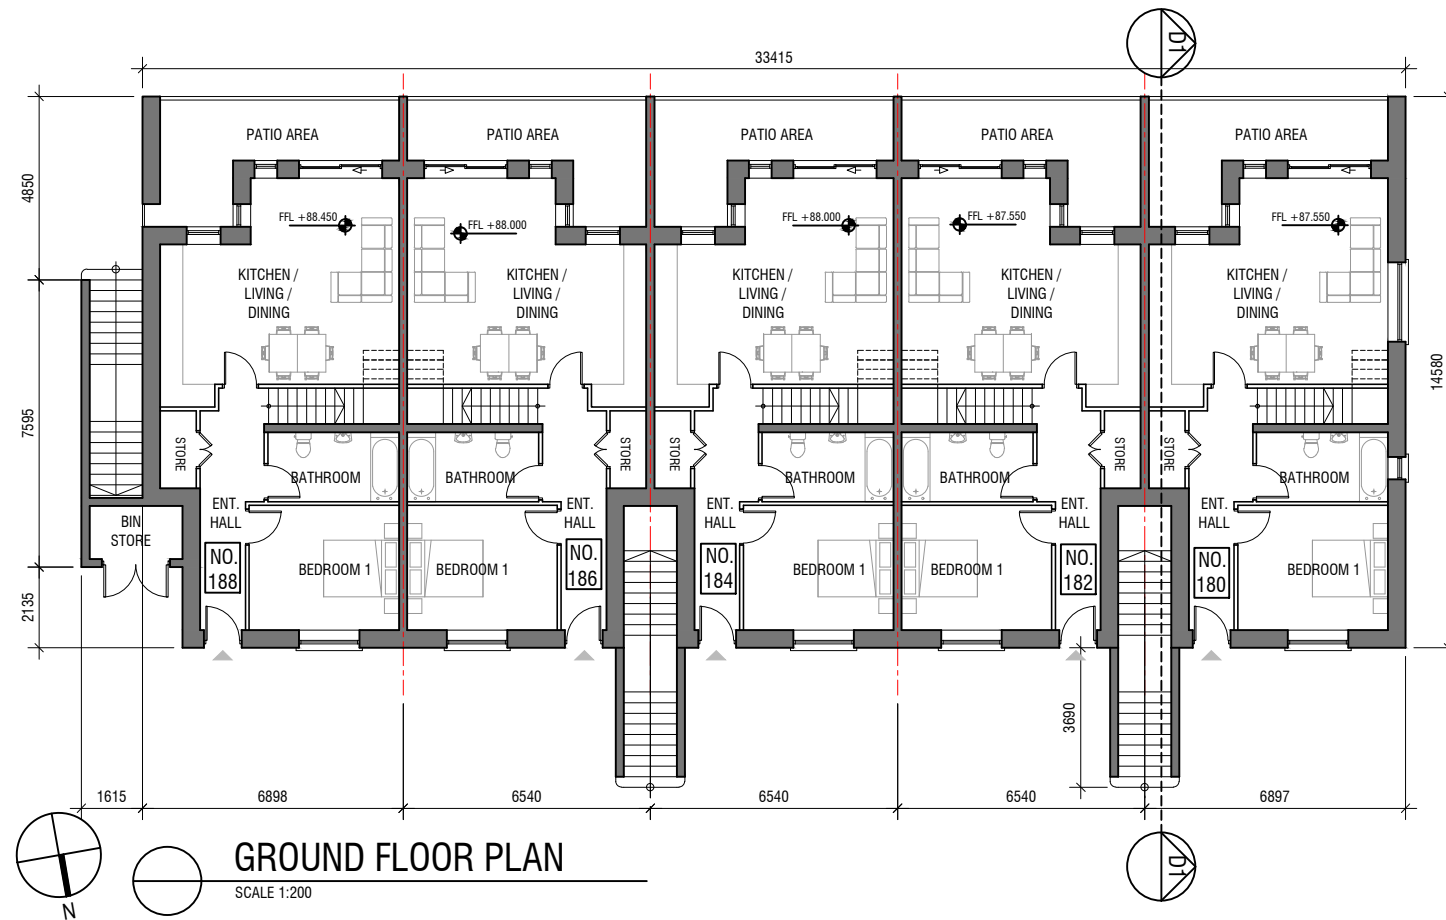 D1
33415
PATIO AREA
PATIO AREA
PATIO AREA
PATIO AREA
PATIO AREA
4850
7595
2135
14580
FFL +88.450
FFL +88.000
FFL +88.000
FFL +87.550
FFL +87.550
KITCHEN /
LIVING /
DINING
KITCHEN /
LIVING /
DINING
KITCHEN /
LIVING /
DINING
KITCHEN /
LIVING /
DINING
KITCHEN /
LIVING /
DINING
STORE
BATHROOM
BATHROOM
STORE
STORE
BATHROOM
BATHROOM
STORE
STORE
BATHROOM
BIN
STORE
ENT.
HALL
ENT.
HALL
ENT.
HALL
ENT.
HALL
ENT.
HALL
NO.
188
BEDROOM 1
BEDROOM 1
NO.
186
NO.
184
BEDROOM 1
BEDROOM 1
NO.
182
NO.
180
BEDROOM 1
3690
1615
6898
6540
6540
6540
6897
N
GROUND FLOOR PLAN
SCALE 1:200
D1